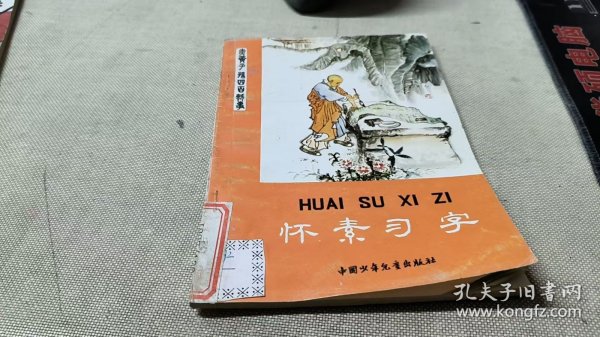 HUAI SU XI ZI
怀素习字
中国少年儿童出版社
孔夫子旧书网
www.kongfz.com